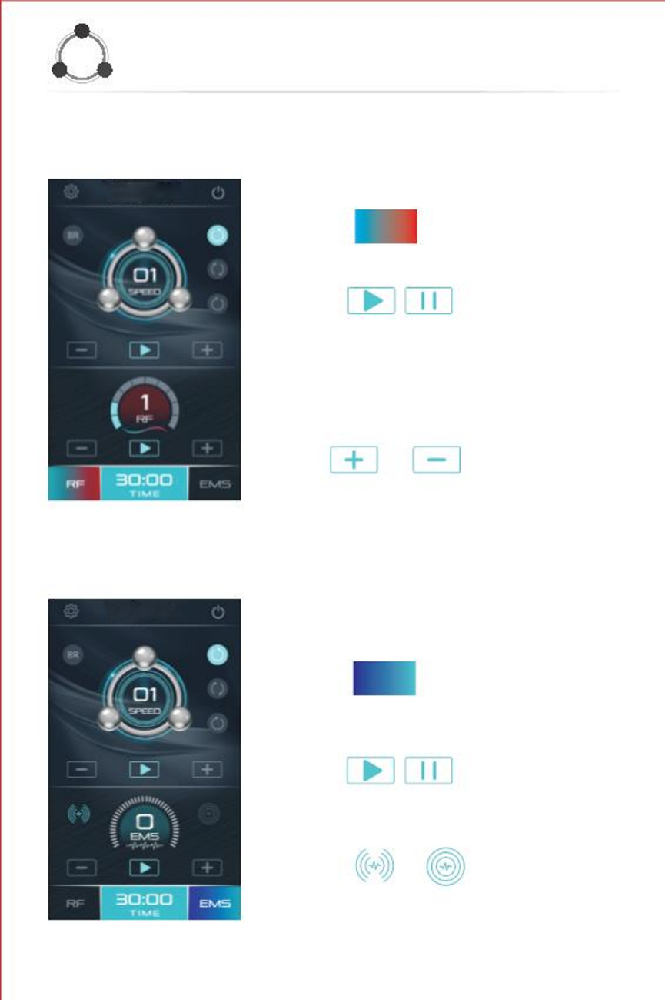 BR
01
SPEED
1
RF
RF
30:00
TIME
EMS
BR
01
SPEED
0
EMS
RF
30:00
TIME
EMS